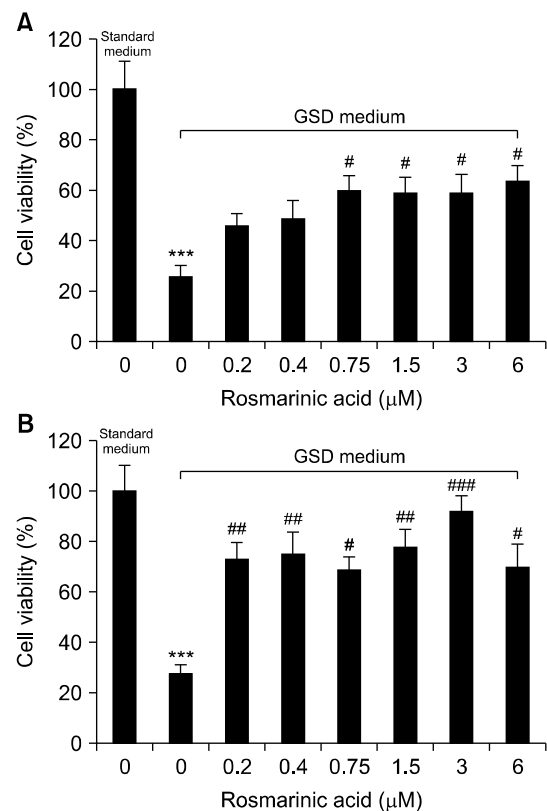 A
Standard
medium
GSD medium
Cell viability (%)
120
100
80
60
40
20
0
***
#
#
#
#
0 0 0.2 0.4 0.75 1.5 3 6
Rosmarinic acid (μM)
B
Standard
medium
GSD medium
Cell viability (%)
120
100
80
60
40
20
0
***
##
##
#
##
###
#
0 0 0.2 0.4 0.75 1.5 3 6
Rosmarinic acid (μM)